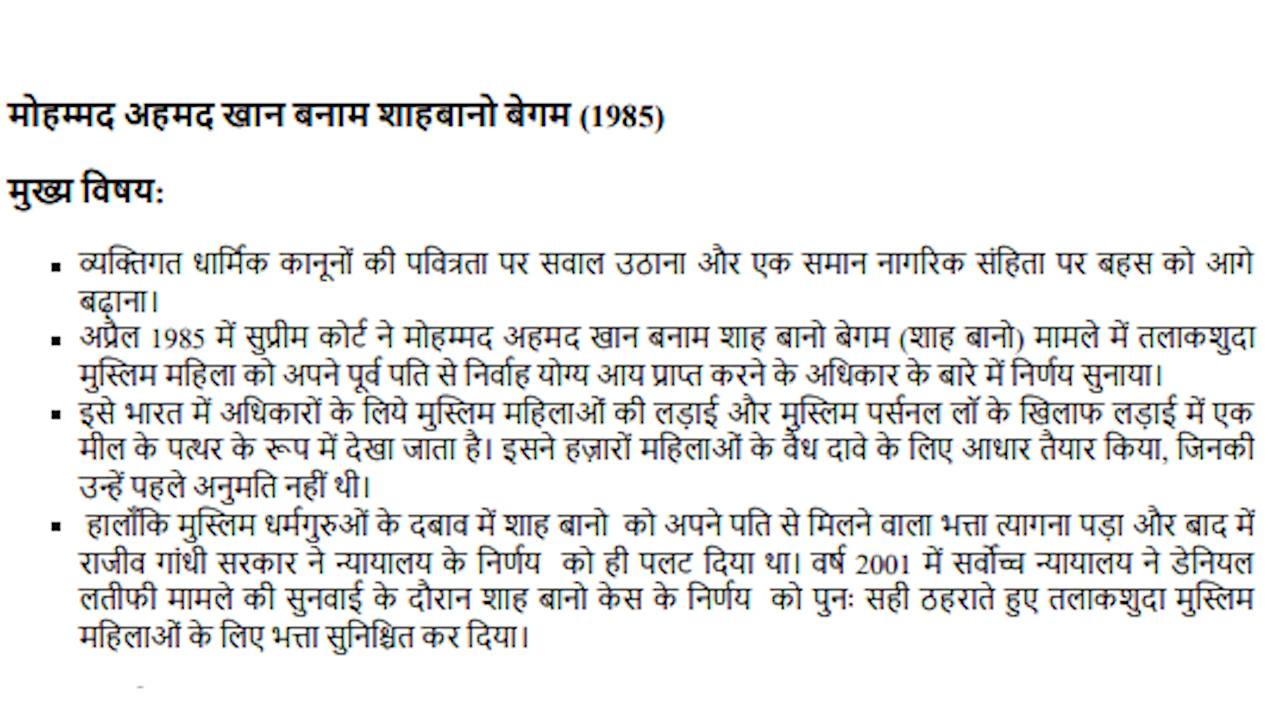 मोहम्मद अहमद खान बनाम शाहबानो बेगम (1985)
मुख्य विषय:
▪ व्यक्तिगत धार्मिक कानूनों की पवित्रता पर सवाल उठाना और एक समान नागरिक संहिता पर बहस को आगे
बढ़ाना।
▪ अप्रैल 1985 में सुप्रीम कोर्ट ने मोहम्मद अहमद खान बनाम शाह बानो बेगम (शाह बानो) मामले में तलाकशुदा
मुस्लिम महिला को अपने पूर्व पति से निर्वाह योग्य आय प्राप्त करने के अधिकार के बारे में निर्णय सुनाया।
▪ इसे भारत में अधिकारों के लिये मुस्लिम महिलाओं की लड़ाई और मुस्लिम पर्सनल लॉ के खिलाफ लड़ाई में एक
मील के पत्थर के रूप में देखा जाता है। इसने हज़ारों महिलाओं के वैध दावे के लिए आधार तैयार किया, जिनकी
उन्हें पहले अनुमति नहीं थी।
▪ हालाँकि मुस्लिम धर्मगुरुओं के दबाव में शाह बानो को अपने पति से मिलने वाला भत्ता त्यागना पड़ा और बाद में
राजीव गांधी सरकार ने न्यायालय के निर्णय को ही पलट दिया था। वर्ष 2001 में सर्वोच्च न्यायालय ने डेनियल
लतीफी मामले की सुनवाई के दौरान शाह बानो केस के निर्णय को पुनः सही ठहराते हुए तलाकशुदा मुस्लिम
महिलाओं के लिए भत्ता सुनिश्चित कर दिया।